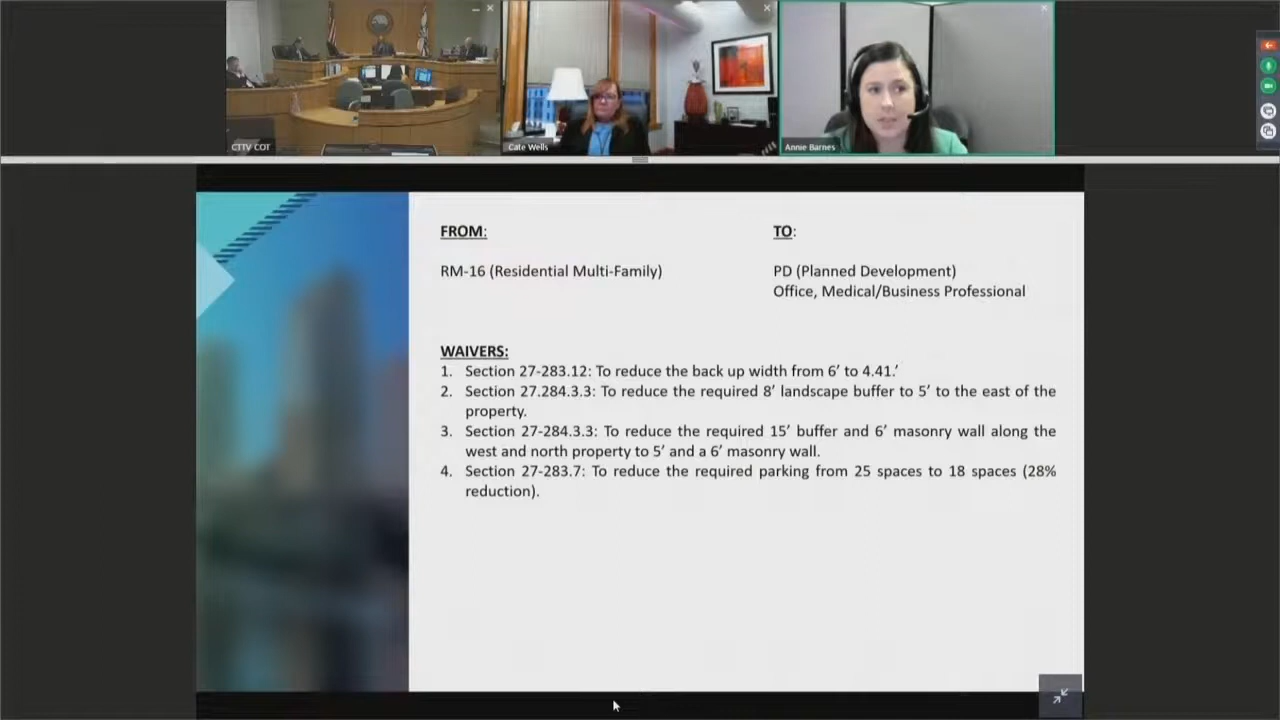 CTTV COT
Cate Wells
Annie Barnes
FROM:
TO:
RM-16 (Residential Multi-Family)
PD (Planned Development)
Office, Medical/Business Professional
WAIVERS:
1. Section 27-283.12: To reduce the back up width from 6’ to 4.41.’
2. Section 27.284.3.3: To reduce the required 8’ landscape buffer to 5’ to the east of the
property.
3. Section 27-284.3.3: To reduce the required 15’ buffer and 6’ masonry wall along the
west and north property to 5’ and a 6’ masonry wall.
4. Section 27-283.7: To reduce the required parking from 25 spaces to 18 spaces (28%
reduction).